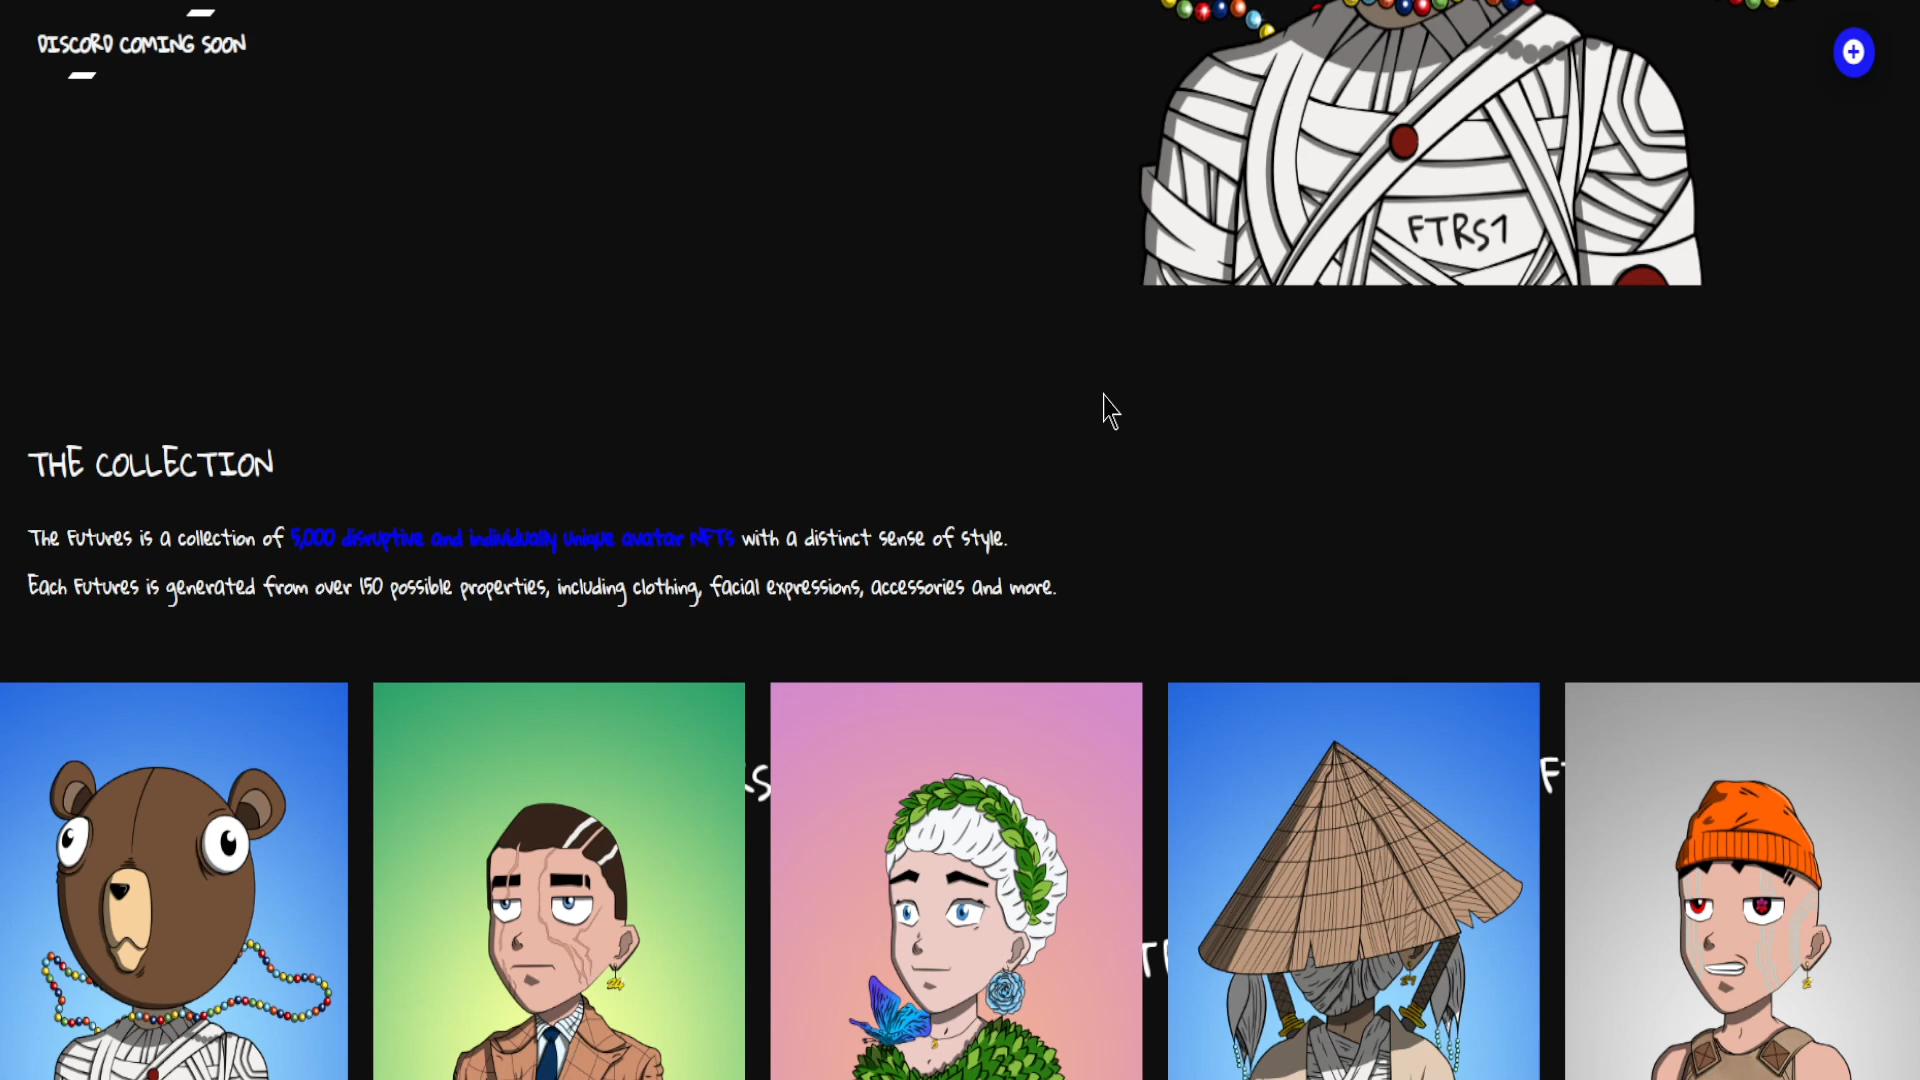 DISCORD COMING SOON
FTRS1
THE COLLECTION
The Futures is a collection of 5,000 disruptive and individually unique avatar NFTs with a distinct sense of style.
Each Futures is generated from over 150 possible properties, including clothing, facial expressions, accessories and more.